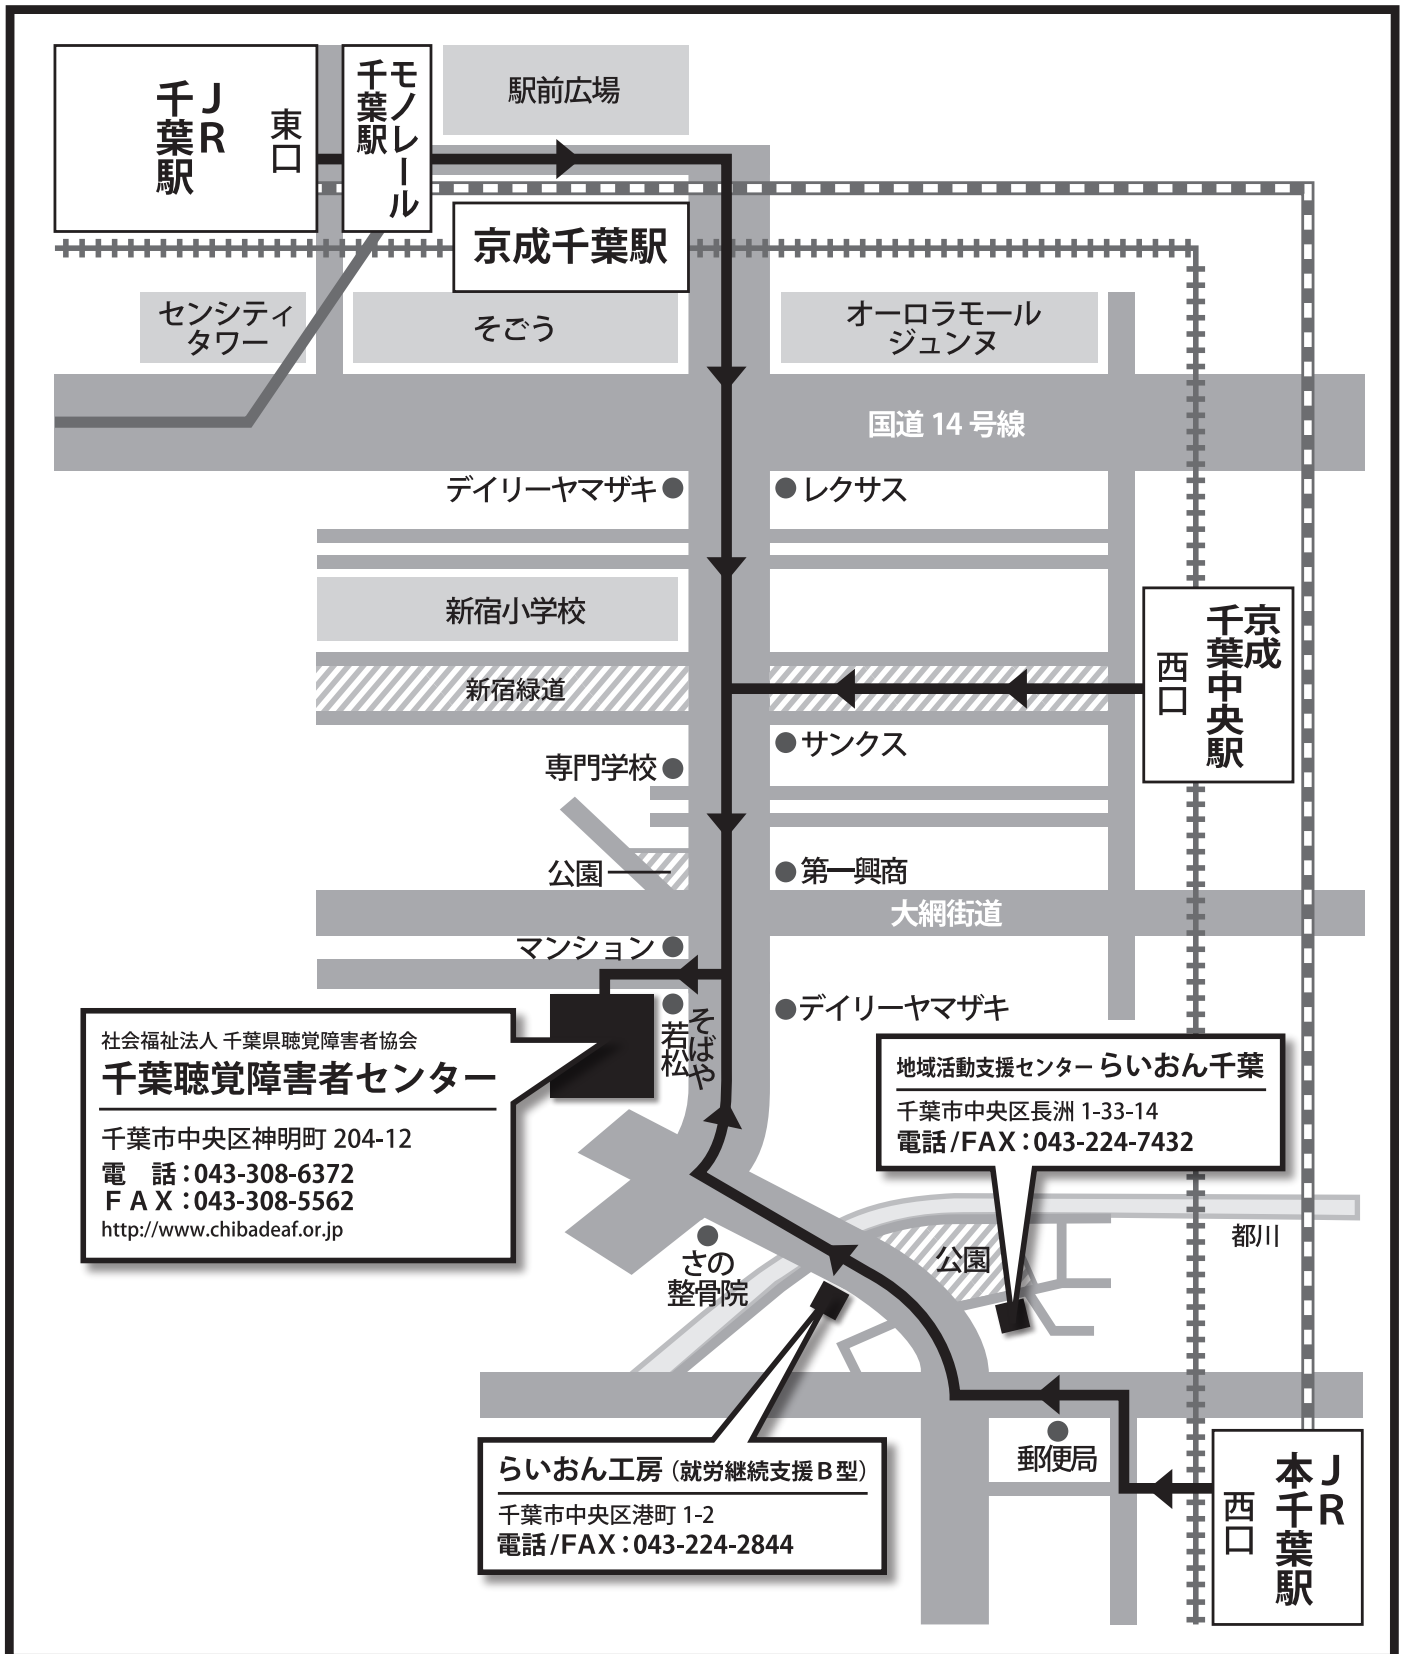 JR
千葉駅
東口
モノレール
千葉駅
駅前広場
京成千葉駅
センシティ
タワー
そごう
オーロラモール
ジュンヌ
国道14号線
デイリーヤマザキ
レクサス
新宿小学校
京成
千葉中央駅
西口
新宿緑道
サンクス
専門学校
公園
第一興商
大網街道
マンション
デイリーヤマザキ
そばや
若松
社会福祉法人 千葉県聴覚障害者協会
千葉聴覚障害者センター
千葉市中央区神明町 204-12
電 話:043-308-6372
FAX:043-308-5562
http://www.chibadeaf.or.jp
地域活動支援センター らいおん千葉
千葉市中央区長洲 1-33-14
電話/FAX:043-224-7432
都川
公園
さの
整骨院
郵便局
らいおん工房(就労継続支援B型)
千葉市中央区港町 1-2
電話/FAX:043-224-2844
JR
本千葉駅
西口